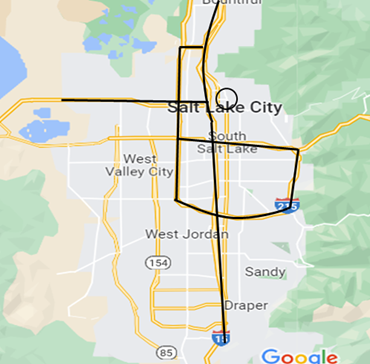 Bountiful
Salt Lake City
South
Salt Lake
West
Valley City
215
West Jordan
154
Sandy
Draper
15
85
Google